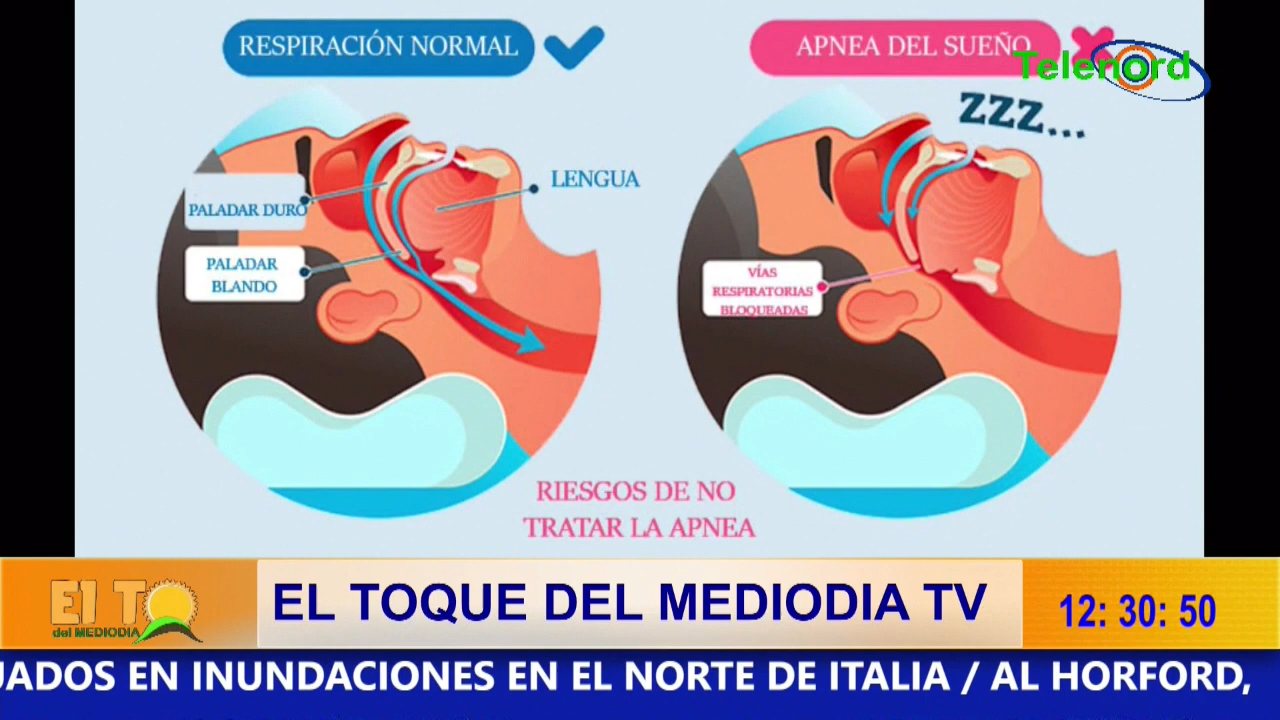 RESPIRACIÓN NORMAL
APNEA DEL SUEÑO
Telenord
ZZZ...
LENGUA
PALADAR DURO
PALADAR
BLANDO
VÍAS
RESPIRATORIAS
BLOQUEADAS
RIESGOS DE NO
TRATAR LA APNEA
El TO
del MEDIODIA
EL TOQUE DEL MEDIODIA TV
12: 30: 50
UADOS EN INUNDACIONES EN EL NORTE DE ITALIA / AL HORFORD,